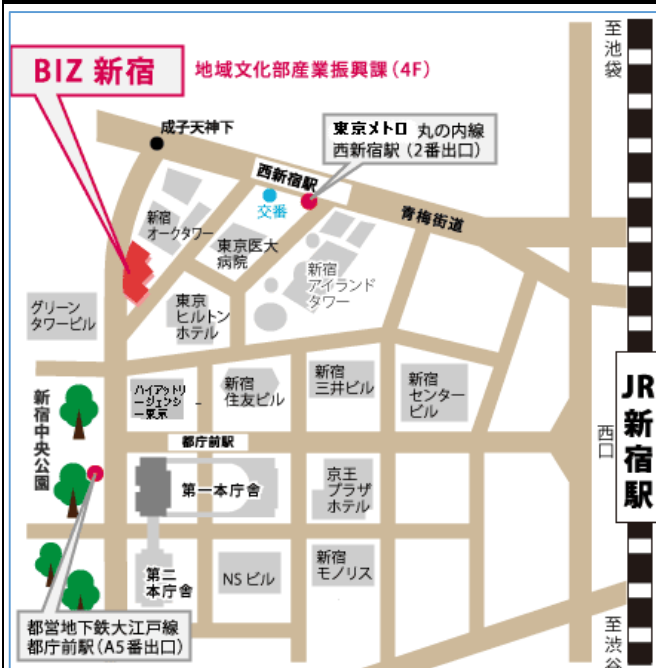 至池袋
BIZ 新宿
地域文化部産業振興課(4F)
成子天神下
東京メトロ 丸の内線
西新宿駅(2番出口)
西新宿駅
交番
青梅街道
新宿
オークタワー
東京医大
病院
新宿
アイランド
タワー
グリーン
タワービル
東京
ヒルトン
ホテル
ハイアットリ
ージェンシ
ー東京
新宿
住友ビル
新宿
三井ビル
新宿
センター
ビル
JR新宿駅
西口
新宿中央公園
都庁前駅
第一本庁舎
京王
プラザ
ホテル
第二
本庁舎
NSビル
新宿
モノリス
都営地下鉄大江戸線
都庁前駅(A5番出口)
至渋谷